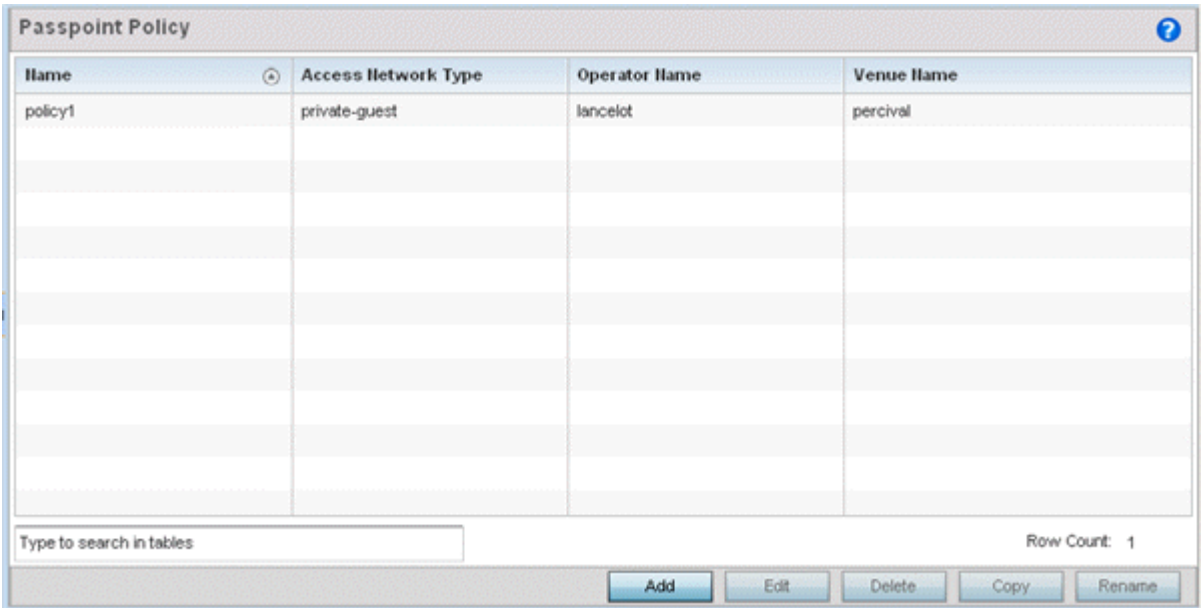 Passpoint Policy
Name Access Network Type Operator Name Venue Name
policy1 private-guest lancelot percival
Type to search in tables Row Count: 1
Add Edit Delete Copy Rename